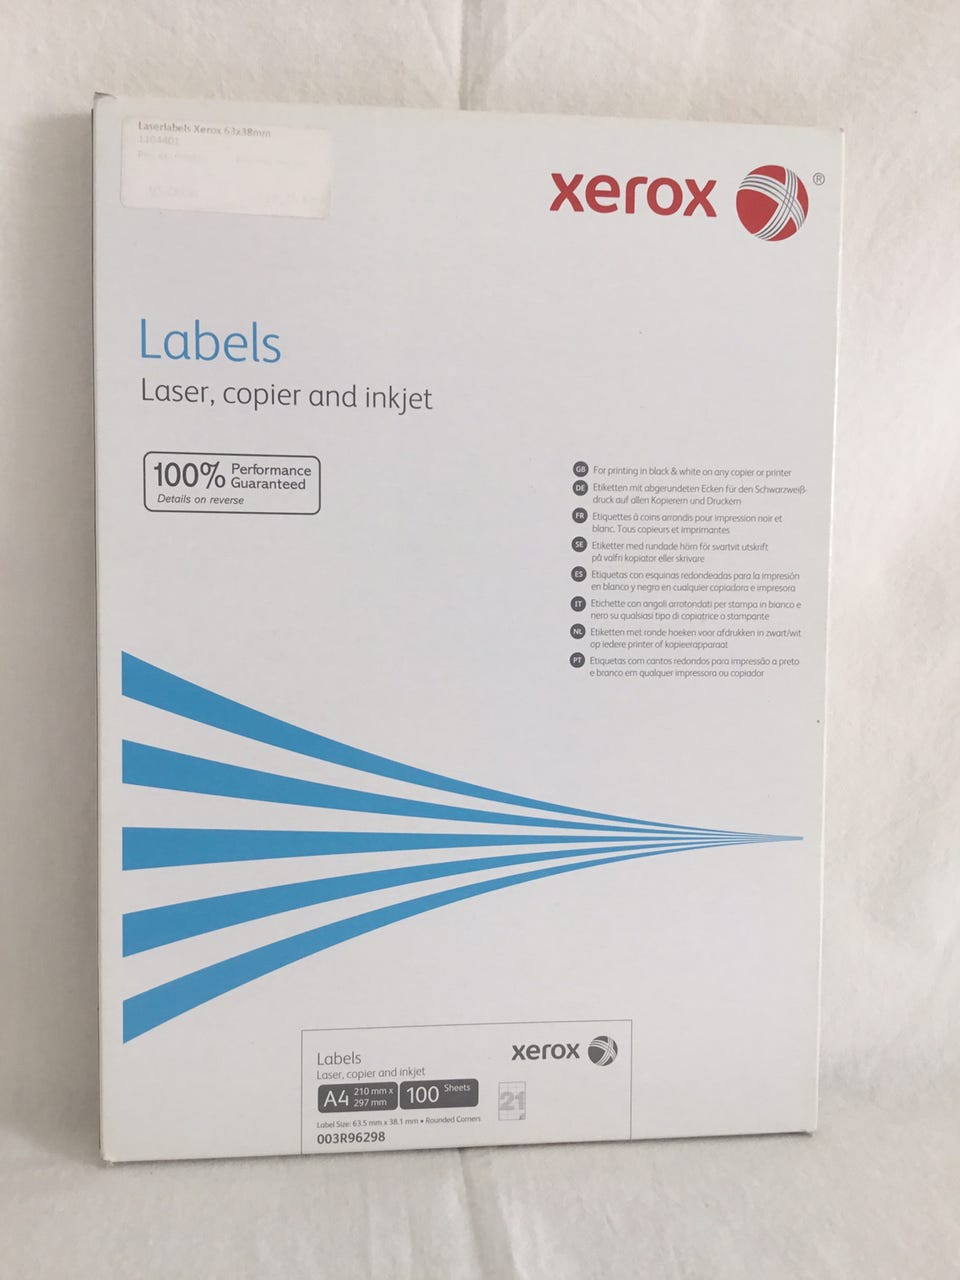 Laserlabels Xerox 63x38mm
1104401
xerox ®
Labels
Laser, copier and inkjet
100% Performance
Guaranteed
Details on reverse
GB For printing in black & white on any copier or printer
DE Etiketten mit abgerundeten Ecken für den Schwarzweiß-
druck auf allen Kopierern und Druckern
FR Etiquettes à coins arrondis pour impression noir et
blanc. Tous copieurs et imprimantes
SE Etiketter med rundade hörn för svartvit utskrift
på valfri kopiator eller skrivare
ES Etiquetas con esquinas redondeadas para la impresión
en blanco y negro en cualquier copiadora e impresora
IT Etichette con angoli arrotondati per stampa in bianco e
nero su qualsiasi tipo di copiatrice o stampante
NL Etiketten met ronde hoeken voor afdrukken in zwart/wit
op iedere printer of kopieerapparaat
PT Etiquetas com cantos redondos para impressão a preto
e branco em qualquer impressora ou copiador
Labels
xerox
Laser, copier and inkjet
A4 210 mm x
297 mm
100 Sheets
21
Label Size: 63.5 mm x 38.1 mm • Rounded Corners
003R96298